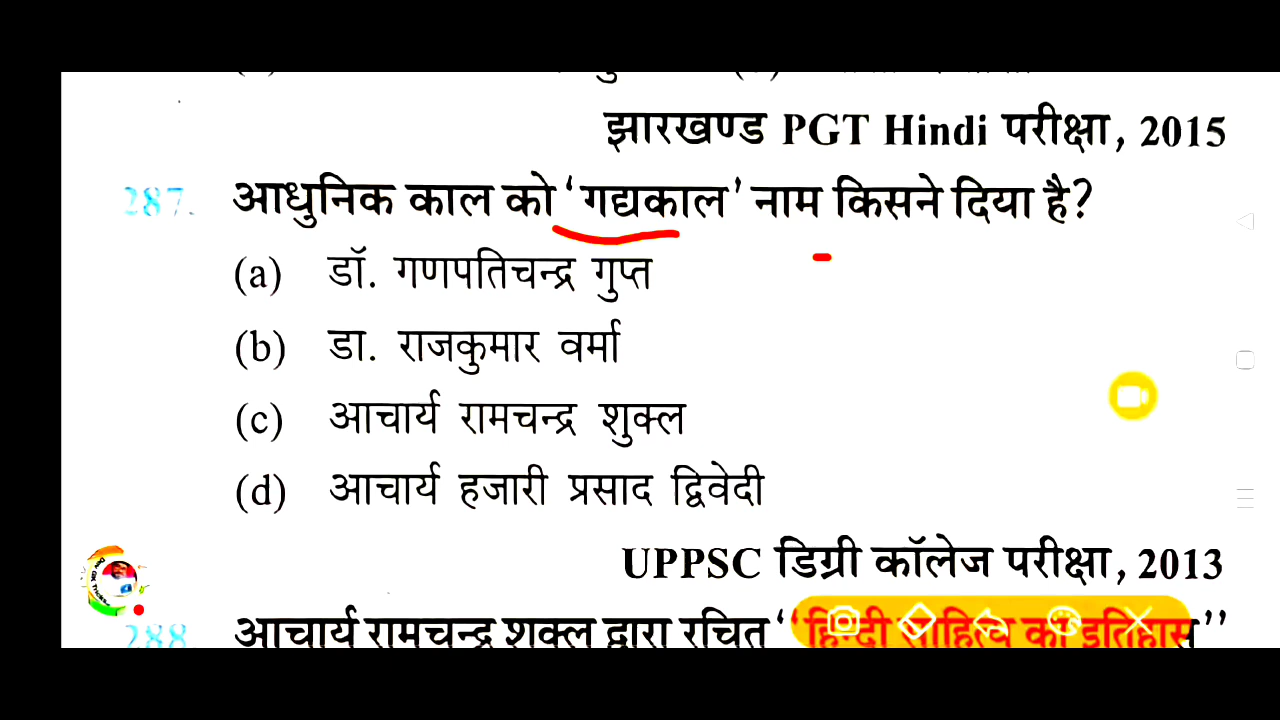 झारखण्ड PGT Hindi परीक्षा, 2015
287. आधुनिक काल को ‘गद्यकाल’ नाम किसने दिया है?
(a) डॉ. गणपतिचन्द्र गुप्त
(b) डा. राजकुमार वर्मा
(c) आचार्य रामचन्द्र शुक्ल
(d) आचार्य हजारी प्रसाद द्विवेदी
UPPSC डिग्री कॉलेज परीक्षा, 2013
288. आचार्य रामचन्द्र शुक्ल द्वारा रचित ‘‘हिन्दी साहित्य का इतिहास’’